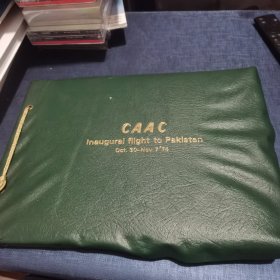 CAAC
Inaugural flight to Pakistan
Oct. 30-Nov. 7'74